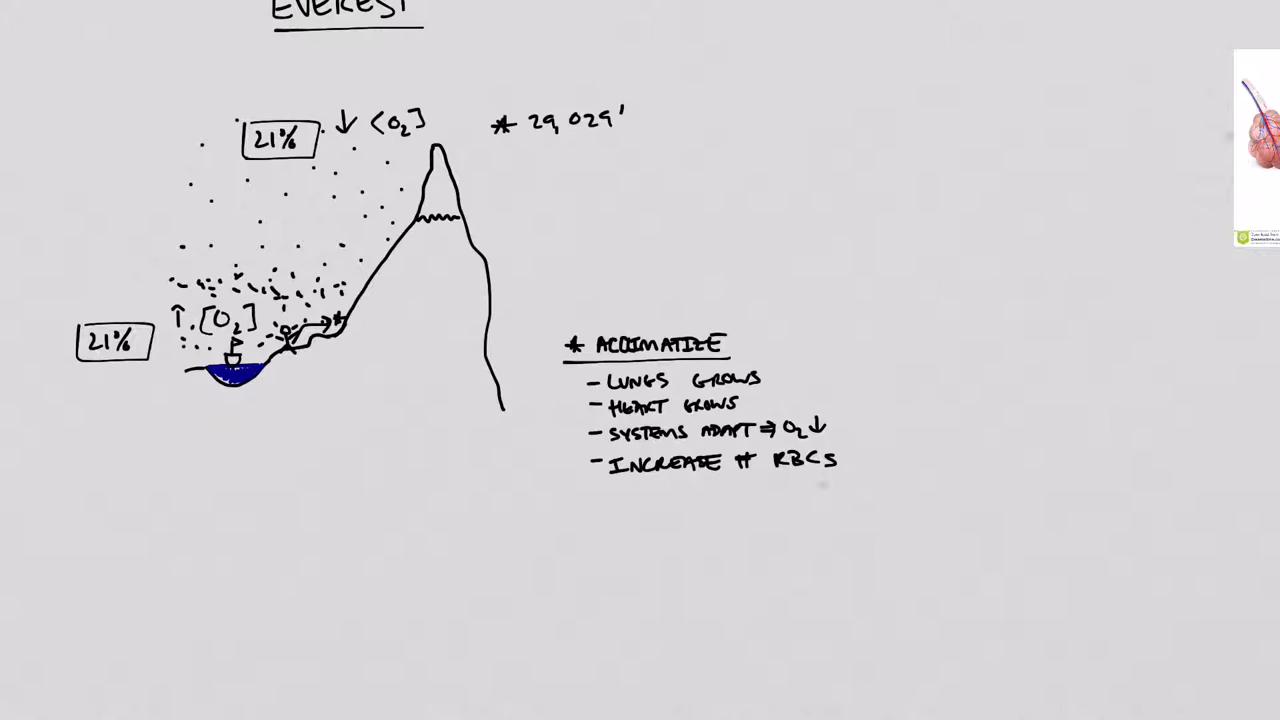 EVEREST
21% ↓ <O₂] * 29,029'
↑ [O₂]
21%
* ACCLIMATIZE
- LUNGS GROWS
- HEART GROWS
- SYSTEMS ADAPT ⇒ O₂ ↓
- INCREASE # RBCS